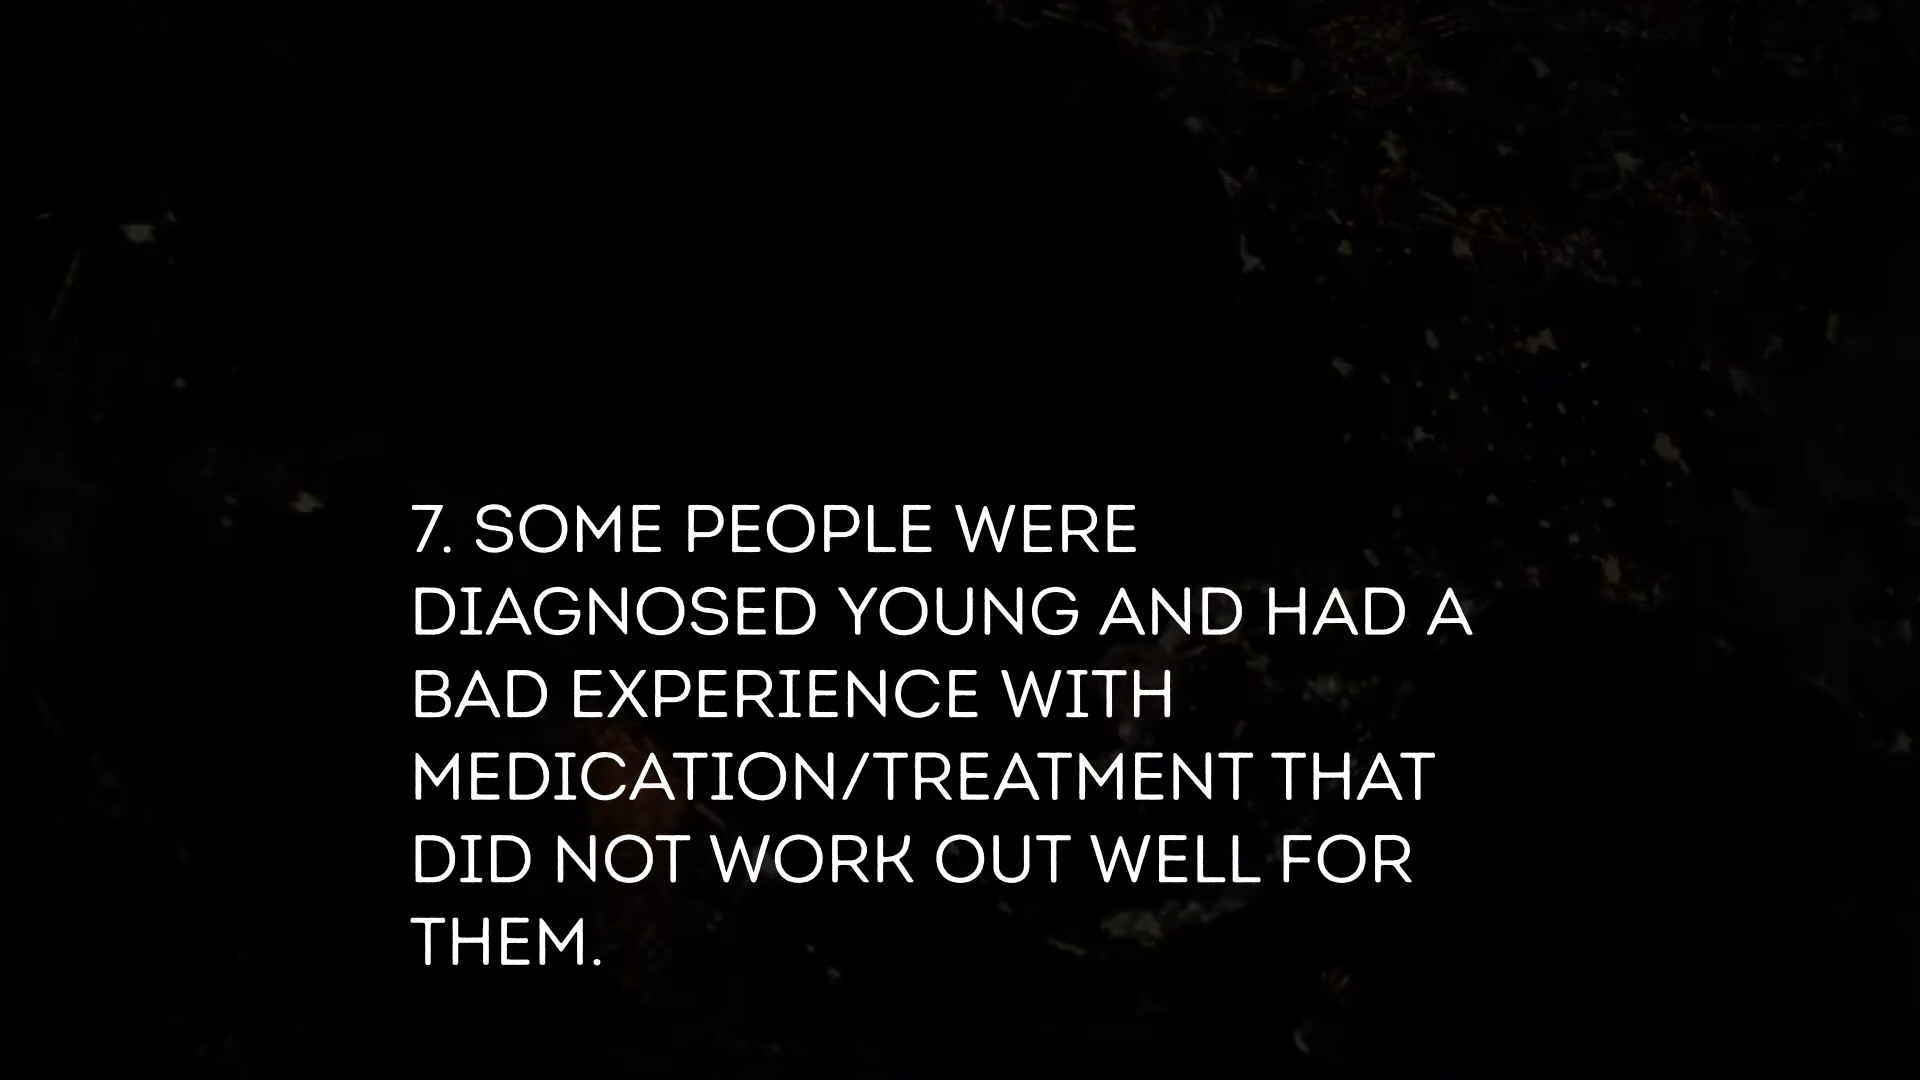 7. SOME PEOPLE WERE
DIAGNOSED YOUNG AND HAD A
BAD EXPERIENCE WITH
MEDICATION/TREATMENT THAT
DID NOT WORK OUT WELL FOR
THEM.